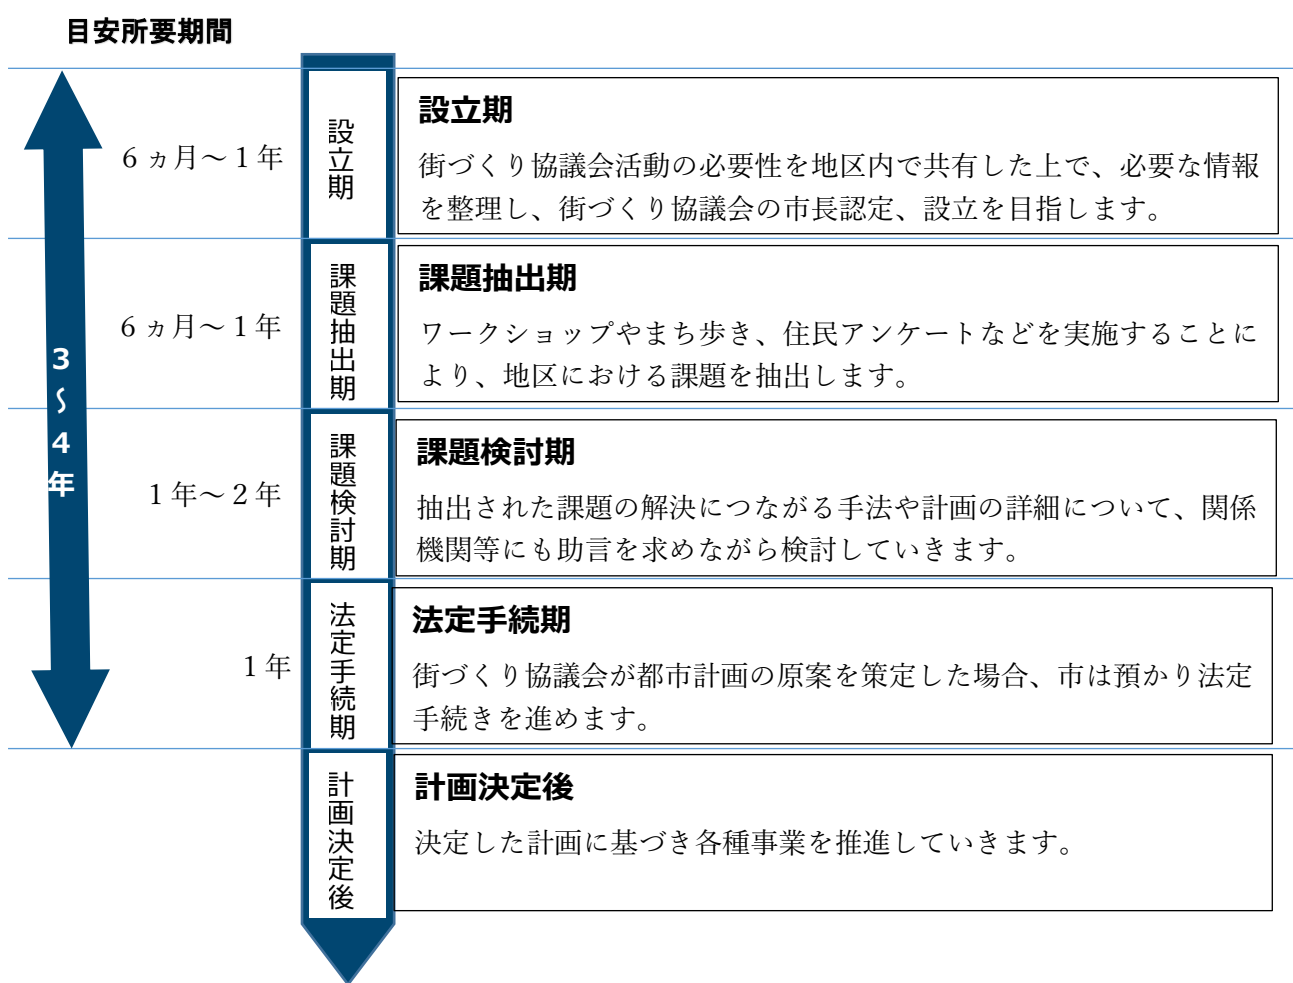 目安所要期間
3～4年
6ヵ月～1年
設立期
設立期
街づくり協議会活動の必要性を地区内で共有した上で、必要な情報
を整理し、街づくり協議会の市長認定、設立を目指します。
6ヵ月～1年
課題抽出期
課題抽出期
ワークショップやまち歩き、住民アンケートなどを実施することに
より、地区における課題を抽出します。
1年～2年
課題検討期
課題検討期
抽出された課題の解決につながる手法や計画の詳細について、関係
機関等にも助言を求めながら検討していきます。
1年
法定手続期
法定手続期
街づくり協議会が都市計画の原案を策定した場合、市は預かり法定
手続きを進めます。
計画決定後
計画決定後
決定した計画に基づき各種事業を推進していきます。